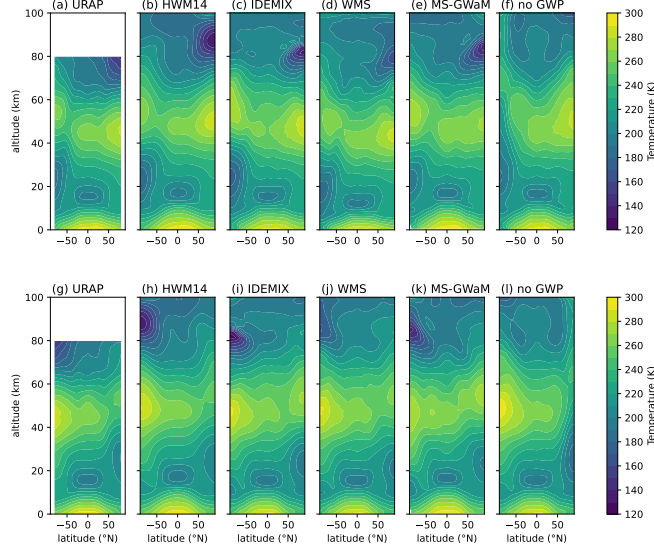 (a) URAP (b) HWM14 (c) IDEMIX (d) WMS (e) MS-GWaM (f) no GWP
100 80 60 40 20 0
altitude (km)
−50 0 50 −50 0 50 −50 0 50 −50 0 50 −50 0 50 −50 0 50
300 280 260 240 220 200 180 160 140 120
Temperature (K)
(g) URAP (h) HWM14 (i) IDEMIX (j) WMS (k) MS-GWaM (l) no GWP
100 80 60 40 20 0
altitude (km)
−50 0 50 −50 0 50 −50 0 50 −50 0 50 −50 0 50 −50 0 50
latitude (°N) latitude (°N) latitude (°N) latitude (°N) latitude (°N) latitude (°N)
300 280 260 240 220 200 180 160 140 120
Temperature (K)